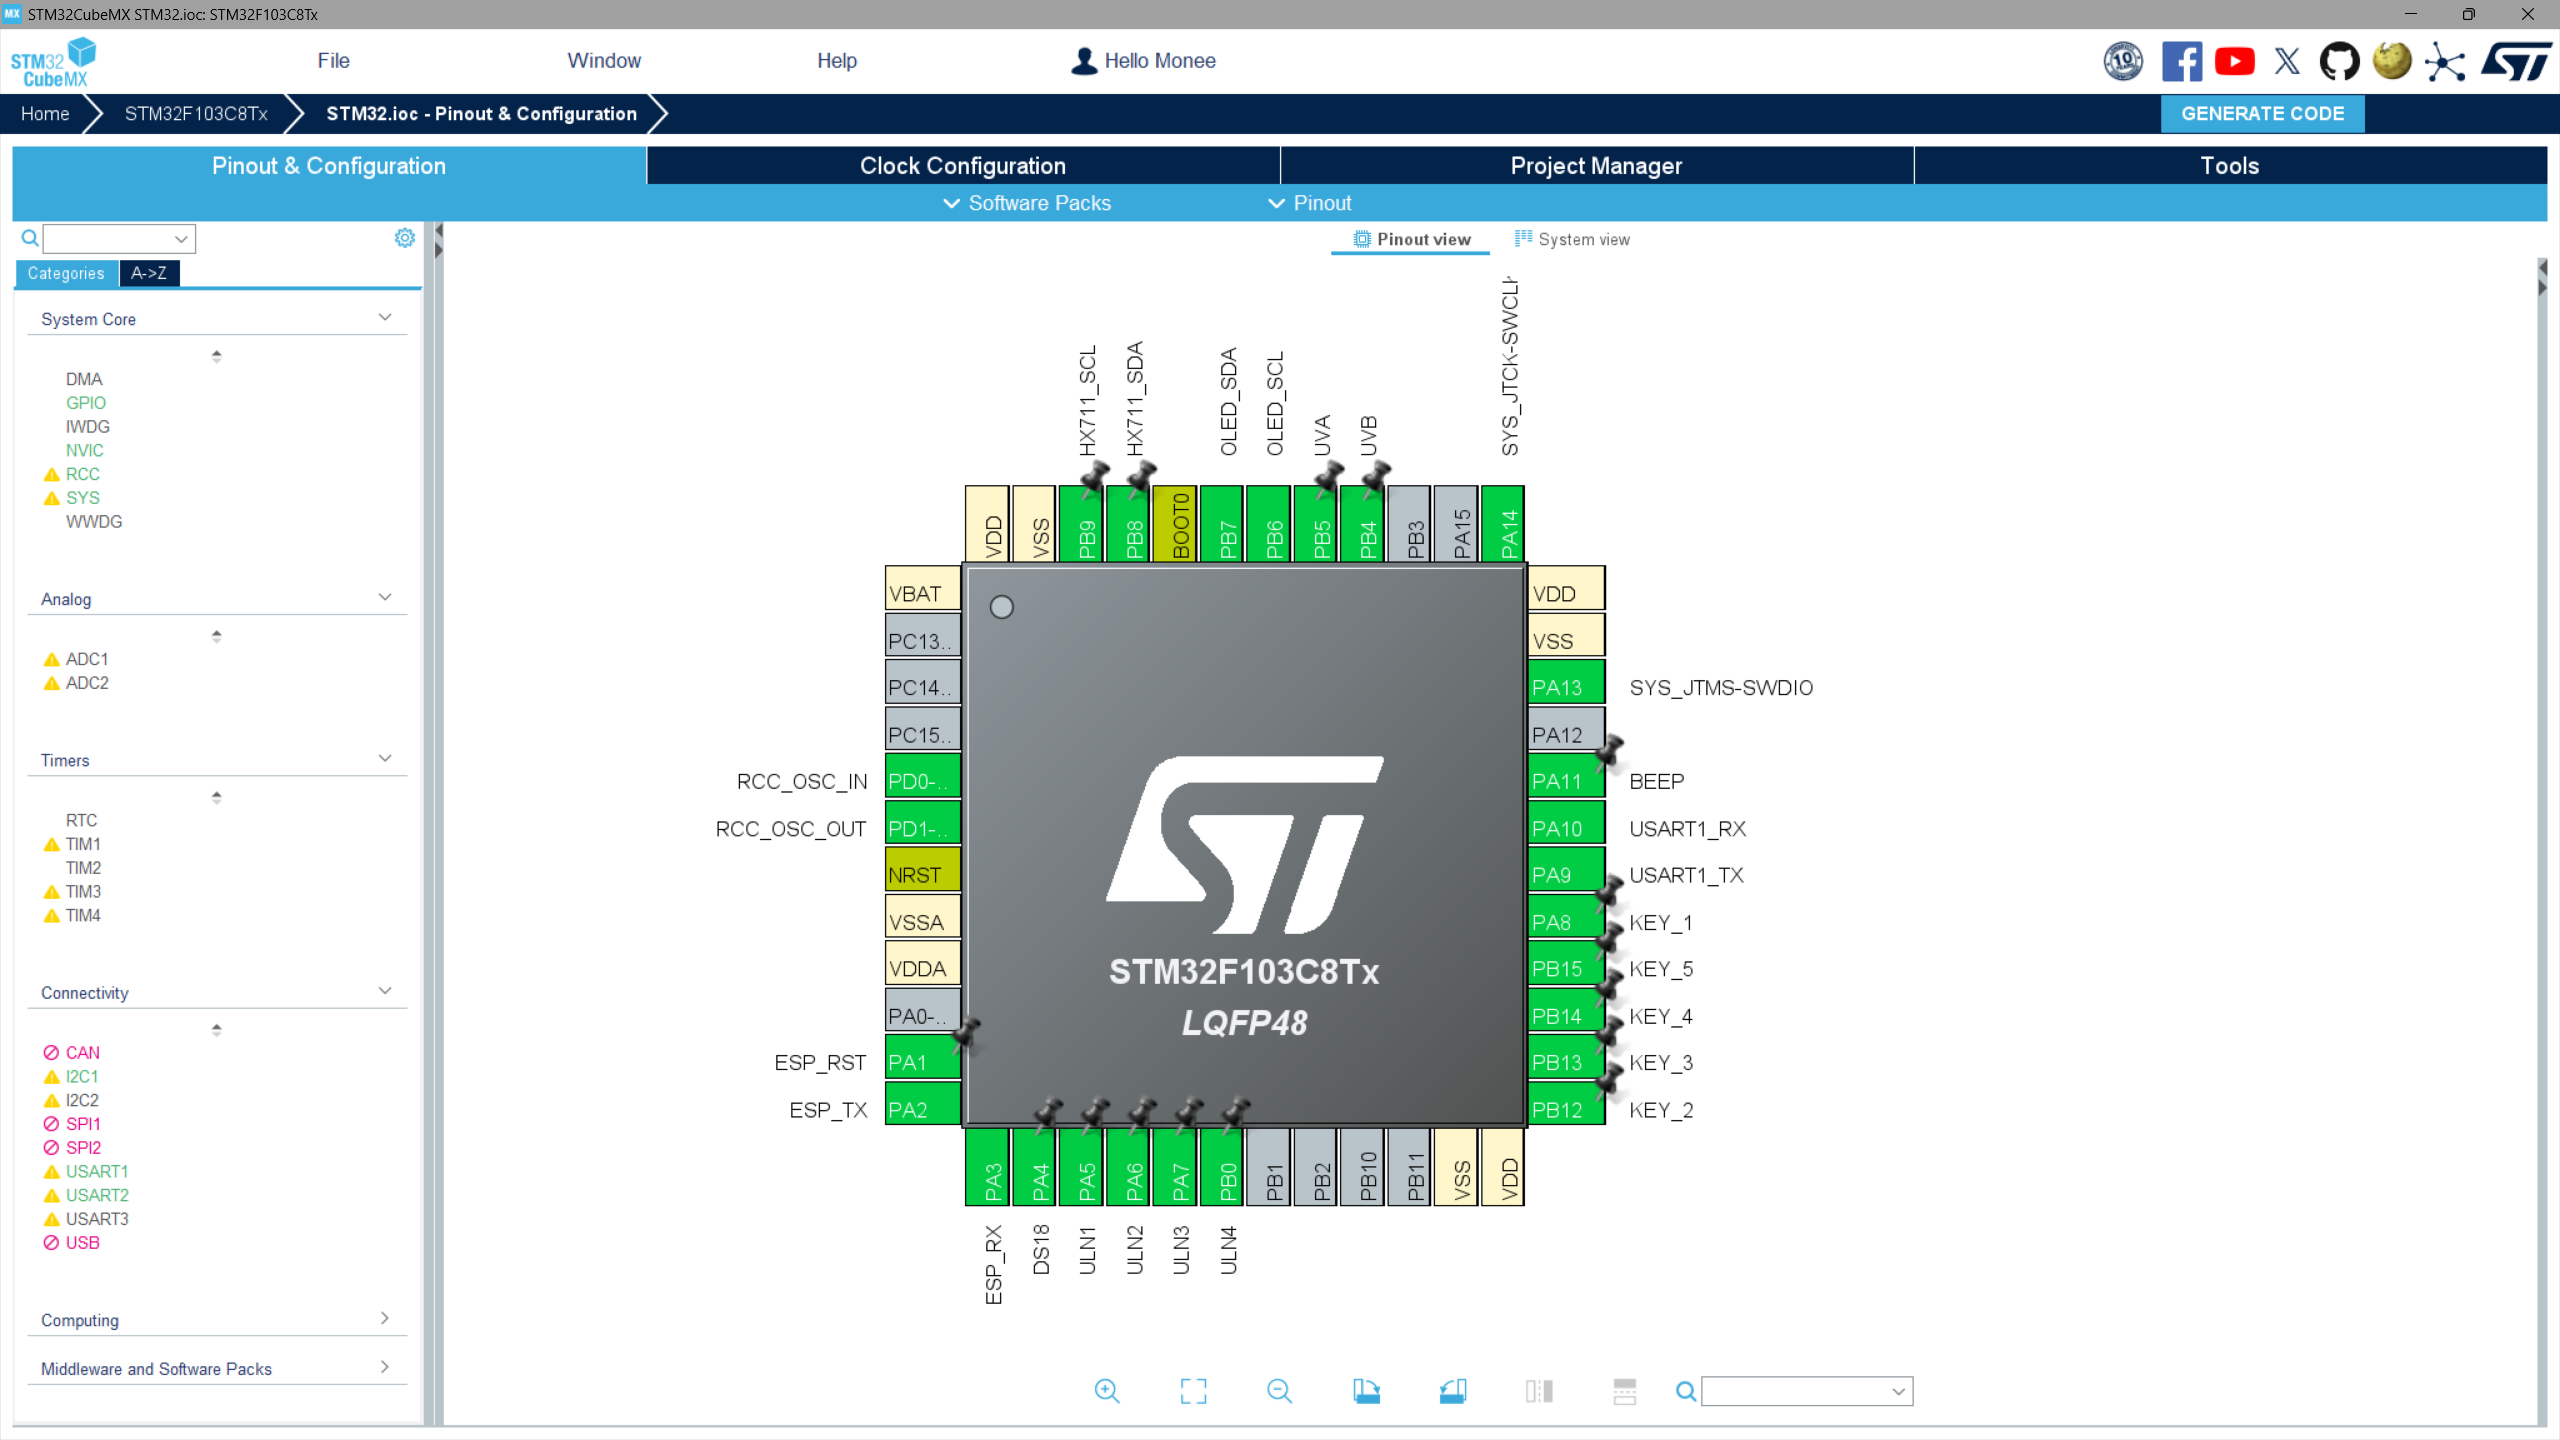 MX STM32CubeMX STM32.ioc: STM32F103C8Tx
STM32 CubeMX
File
Window
Help
Hello Monee
10
ST
Home
STM32F103C8Tx
STM32.ioc - Pinout & Configuration
GENERATE CODE
Pinout & Configuration
Clock Configuration
Project Manager
Tools
Software Packs
Pinout
Pinout view
System view
Categories
A->Z
System Core
DMA
GPIO
IWDG
NVIC
RCC
SYS
WWDG
Analog
ADC1
ADC2
Timers
RTC
TIM1
TIM2
TIM3
TIM4
Connectivity
CAN
I2C1
I2C2
SPI1
SPI2
USART1
USART2
USART3
USB
Computing
Middleware and Software Packs
HX711_SCL
HX711_SDA
OLED_SDA
OLED_SCL
UVA
UVB
SYS_JTCK-SWCLK
VDD
VSS
PB9
PB8
BOOT0
PB7
PB6
PB5
PB4
PB3
PA15
PA14
VBAT
PC13..
PC14..
PC15..
RCC_OSC_IN PD0-..
RCC_OSC_OUT PD1-..
NRST
VSSA
VDDA
PA0-..
ESP_RST PA1
ESP_TX PA2
ST
STM32F103C8Tx
LQFP48
VDD
VSS
PA13 SYS_JTMS-SWDIO
PA12
PA11 BEEP
PA10 USART1_RX
PA9 USART1_TX
PA8 KEY_1
PB15 KEY_5
PB14 KEY_4
PB13 KEY_3
PB12 KEY_2
PA3
PA4
PA5
PA6
PA7
PB0
PB1
PB2
PB10
PB11
VSS
VDD
ESP_RX
DS18
ULN1
ULN2
ULN3
ULN4